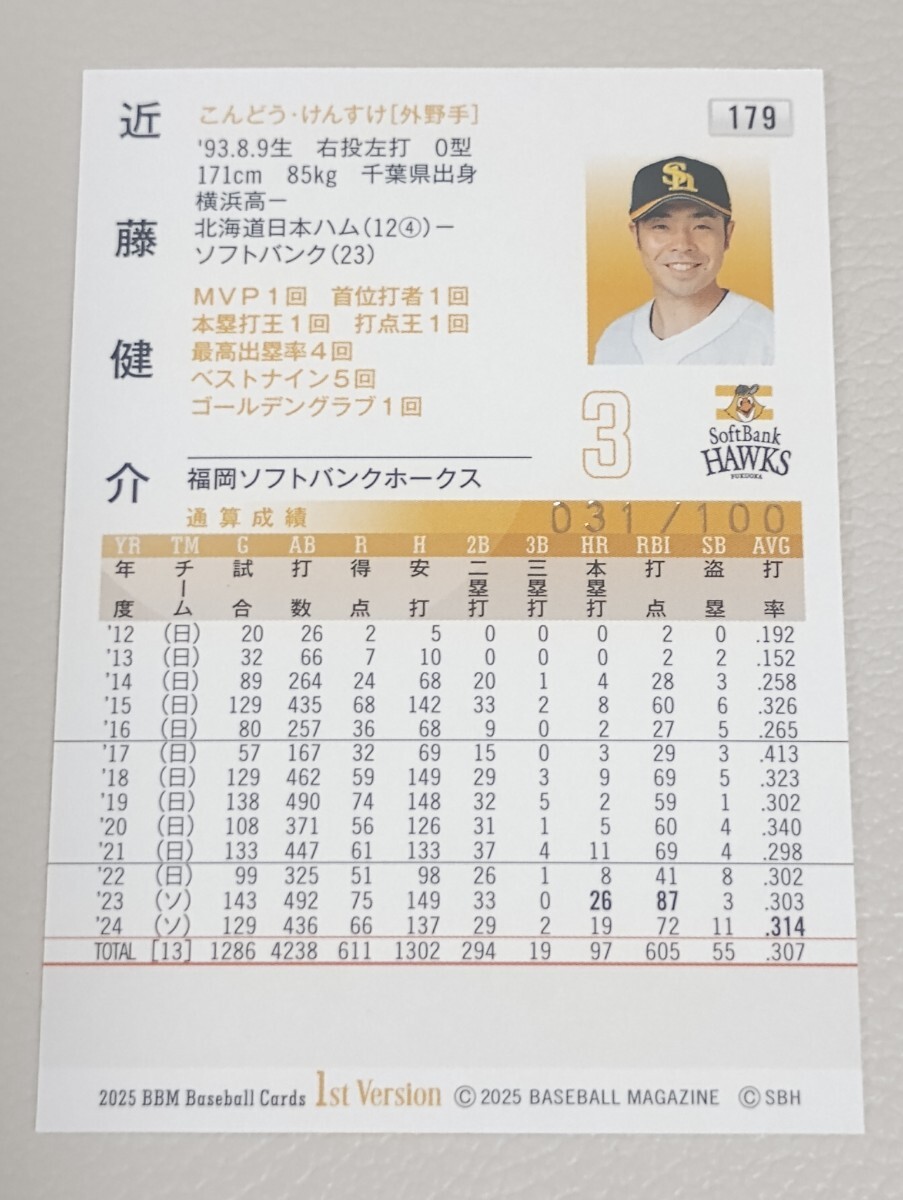 近藤健介
こんどう・けんすけ[外野手]
179
'93.8.9生 右投左打 O型
171cm 85kg 千葉県出身
横浜高ー
北海道日本ハム(12④)ー
ソフトバンク(23)
MVP1回 首位打者1回
本塁打王1回 打点王1回
最高出塁率4回
ベストナイン5回
ゴールデングラブ1回
3
SoftBank
HAWKS
FUKUOKA
福岡ソフトバンクホークス
通算成績
031/100
YR TM G AB R H 2B 3B HR RBI SB AVG
年度 チーム 試合 打数 得点 安打 二塁打 三塁打 本塁打 打点 盗塁 打率
'12 (日) 20 26 2 5 0 0 0 2 0 .192
'13 (日) 32 66 7 10 0 0 0 2 2 .152
'14 (日) 89 264 24 68 20 1 4 28 3 .258
'15 (日) 129 435 68 142 33 2 8 60 6 .326
'16 (日) 80 257 36 68 9 0 2 27 5 .265
'17 (日) 57 167 32 69 15 0 3 29 3 .413
'18 (日) 129 462 59 149 29 3 9 69 5 .323
'19 (日) 138 490 74 148 32 5 2 59 1 .302
'20 (日) 108 371 56 126 31 1 5 60 4 .340
'21 (日) 133 447 61 133 37 4 11 69 4 .298
'22 (日) 99 325 51 98 26 1 8 41 8 .302
'23 (ソ) 143 492 75 149 33 0 26 87 3 .303
'24 (ソ) 129 436 66 137 29 2 19 72 11 .314
TOTAL [13] 1286 4238 611 1302 294 19 97 605 55 .307
2025 BBM Baseball Cards 1st Version © 2025 BASEBALL MAGAZINE © SBH